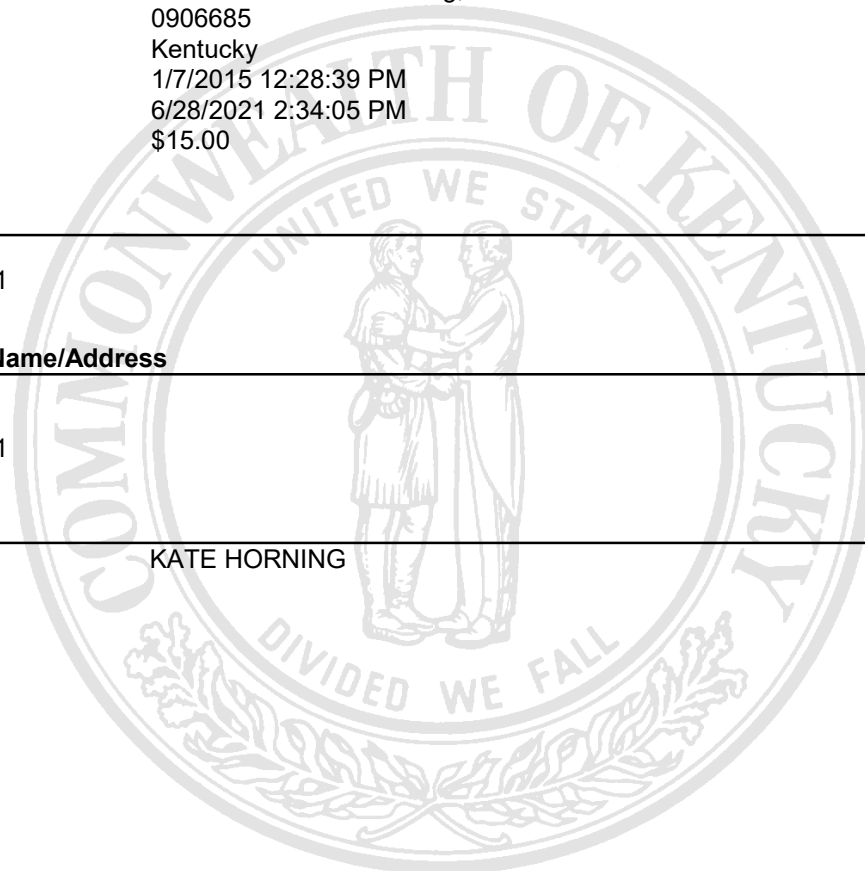 0906685
Kentucky
1/7/2015 12:28:39 PM
6/28/2021 2:34:05 PM
$15.00
COMMONWEALTH OF KENTUCKY
UNITED WE STAND
1
Name/Address
1
KATE HORNING
DIVIDED WE FALL